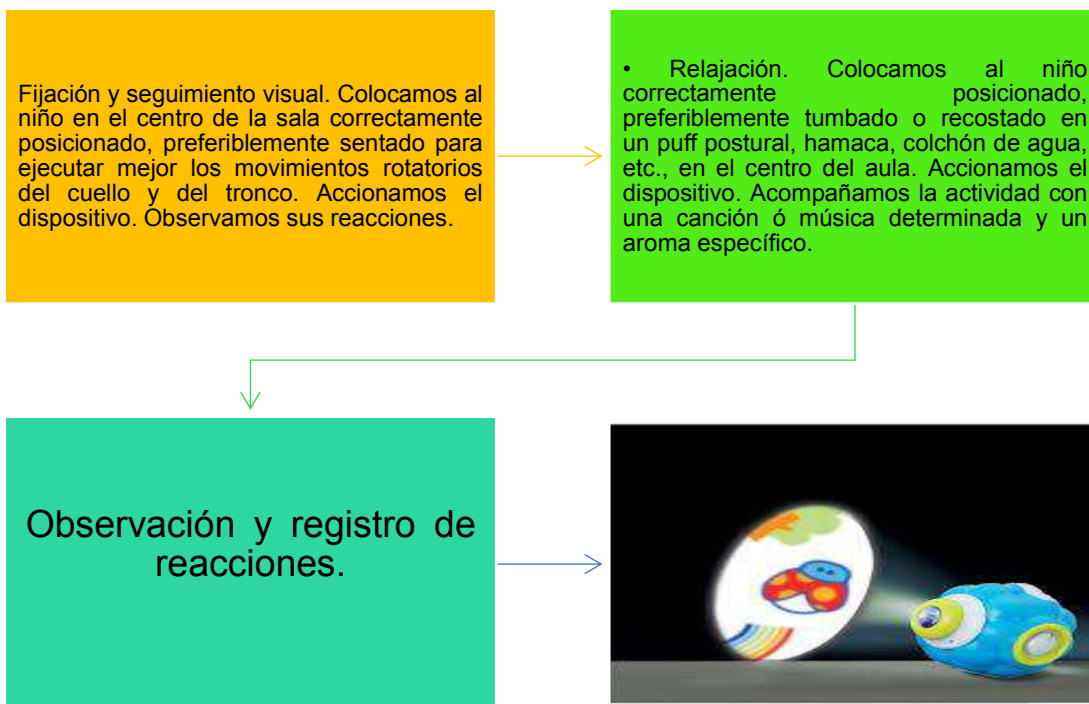 Fijación y seguimiento visual. Colocamos al
niño en el centro de la sala correctamente
posicionado, preferiblemente sentado para
ejecutar mejor los movimientos rotatorios
del cuello y del tronco. Accionamos el
dispositivo. Observamos sus reacciones.
• Relajación. Colocamos al niño
correctamente posicionado,
preferiblemente tumbado o recostado en
un puff postural, hamaca, colchón de agua,
etc., en el centro del aula. Accionamos el
dispositivo. Acompañamos la actividad con
una canción ó música determinada y un
aroma específico.
Observación y registro de
reacciones.